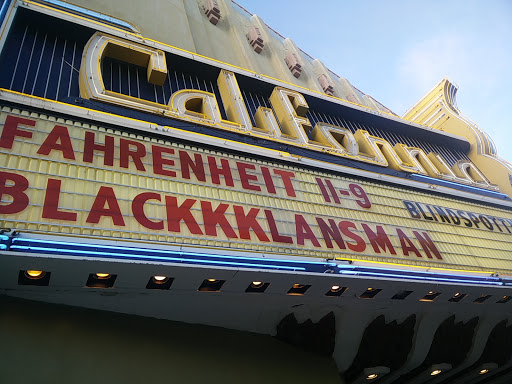 California
FAHRENHEIT 11-9
BLACKKKLANSMAN
BLINDSPOTTI